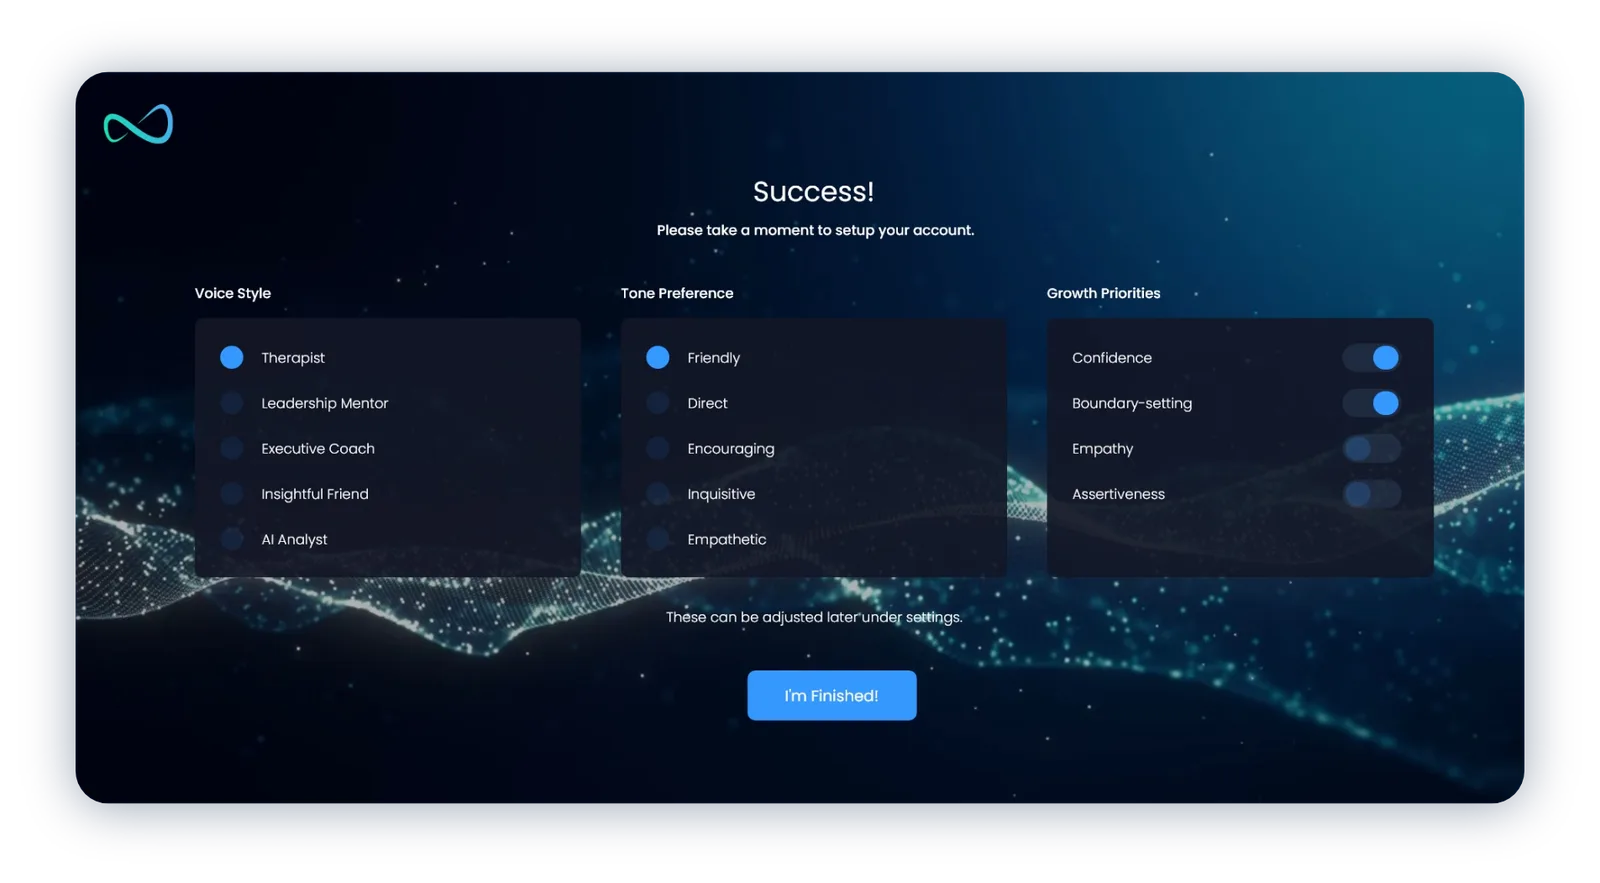 Success!
Please take a moment to setup your account.
Voice Style
Therapist
Leadership Mentor
Executive Coach
Insightful Friend
AI Analyst
Tone Preference
Friendly
Direct
Encouraging
Inquisitive
Empathetic
Growth Priorities
Confidence
Boundary-setting
Empathy
Assertiveness
These can be adjusted later under settings.
I'm Finished!